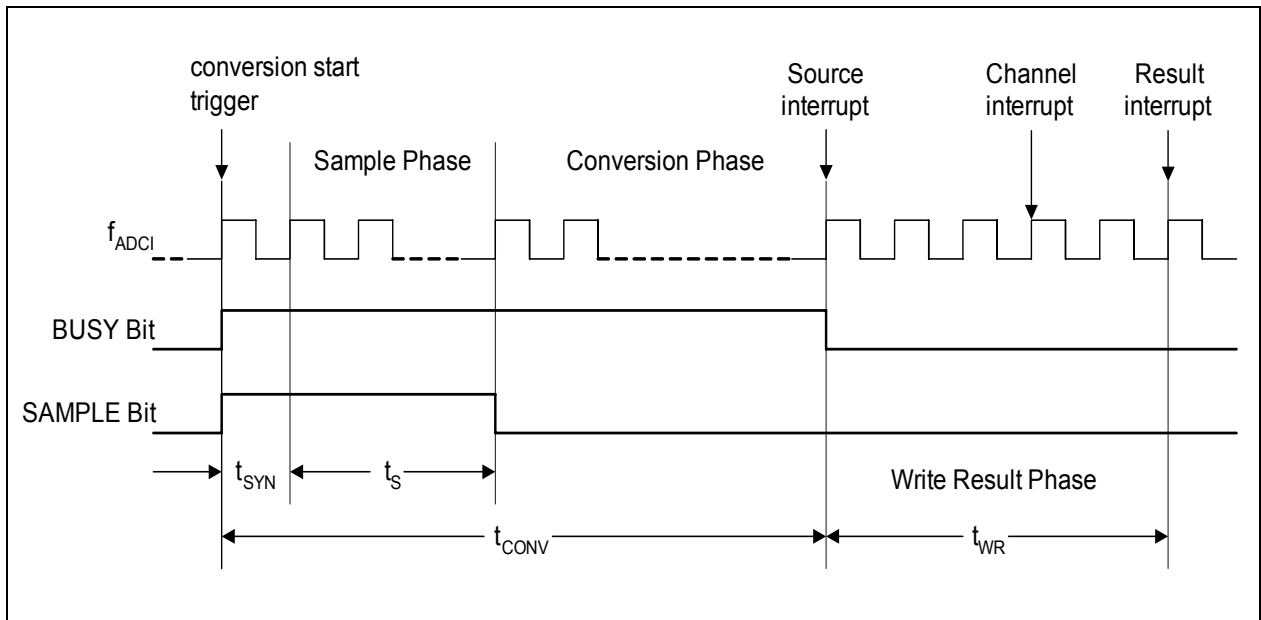 conversion start
trigger
Source
interrupt
Channel
interrupt
Result
interrupt
Sample Phase
Conversion Phase
fADCI
BUSY Bit
SAMPLE Bit
tSYN
tS
Write Result Phase
tCONV
tWR